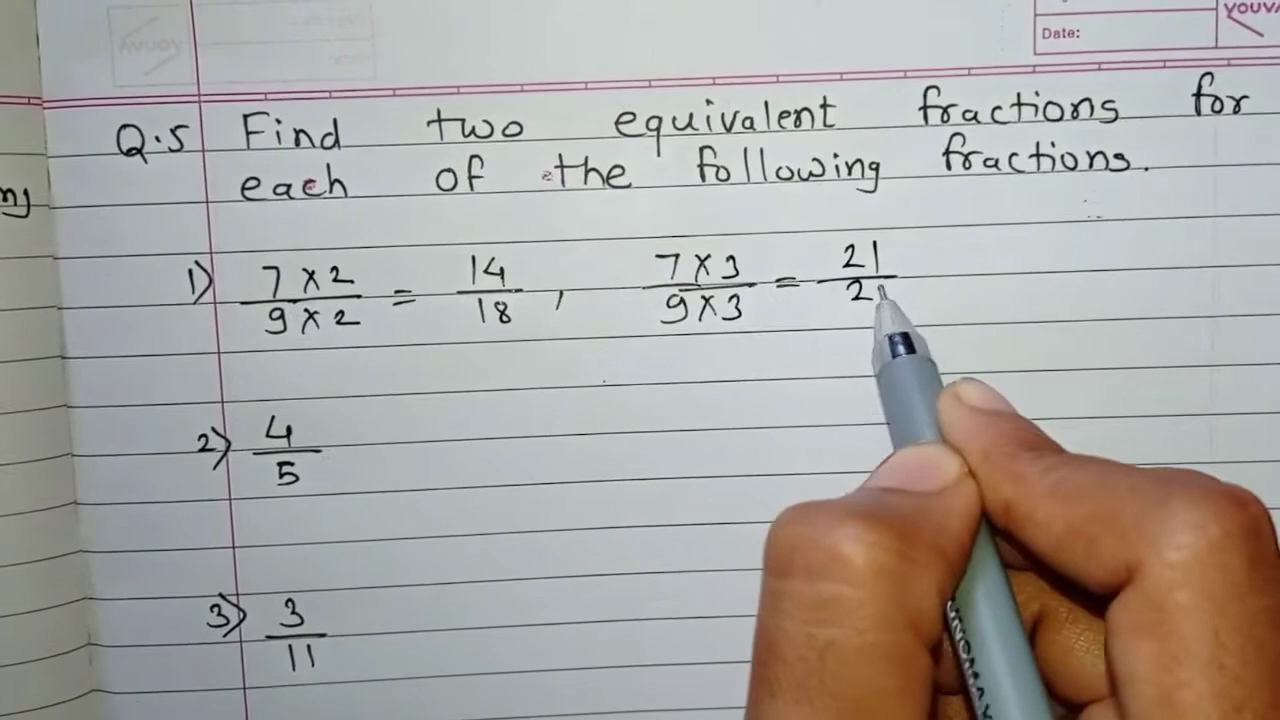 YOUVA
Date:
Q.5 Find two equivalent fractions for
each of the following fractions.
1) 7 x 2 / 9 x 2 = 14 / 18 , 7 x 3 / 9 x 3 = 21 / 2
2) 4 / 5
3) 3 / 11